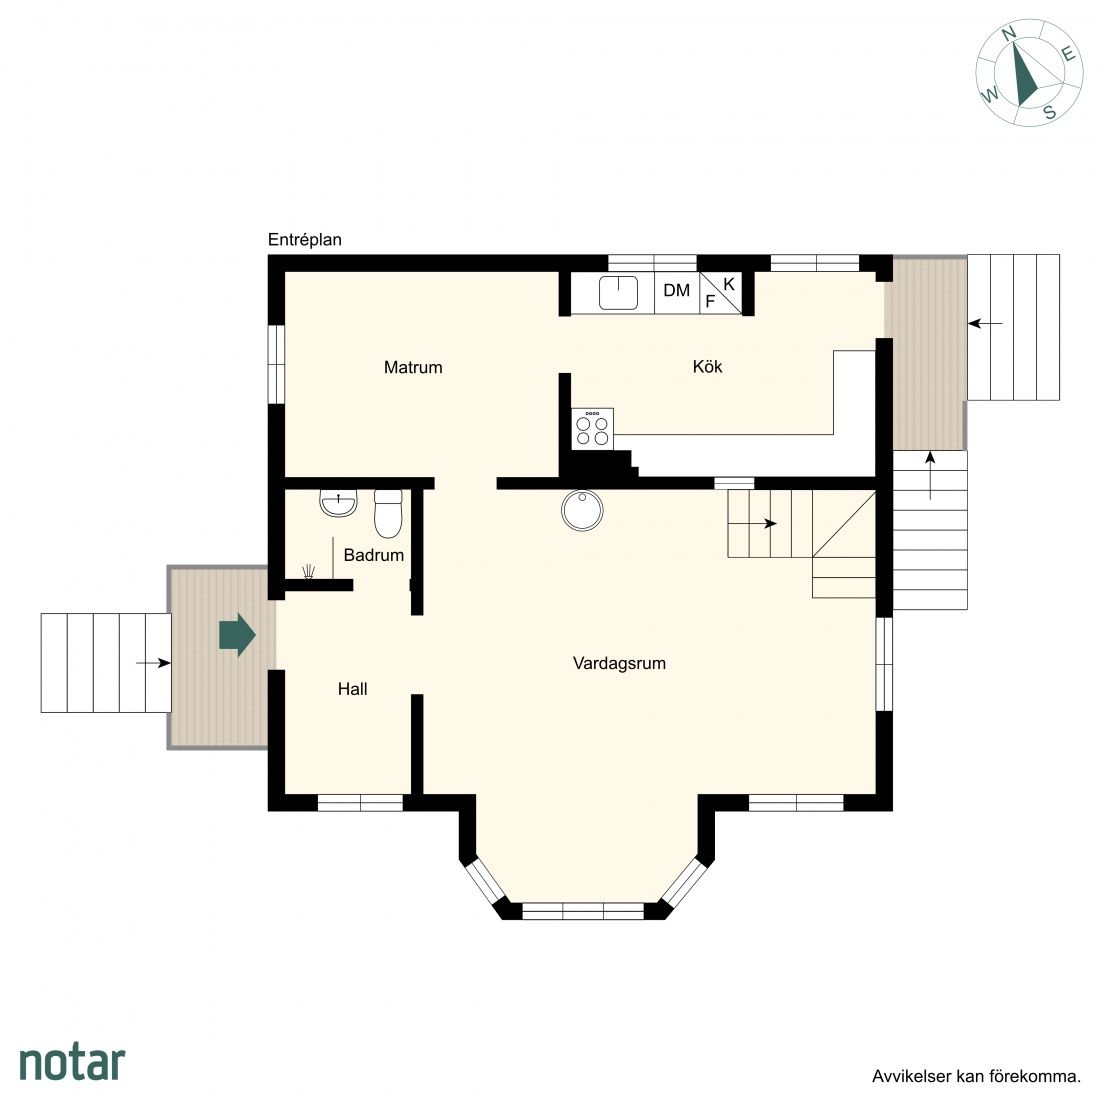 N
E
W
S
Entréplan
K
DM
F
Matrum
Kök
Badrum
Vardagsrum
Hall
notar
Avvikelser kan förekomma.